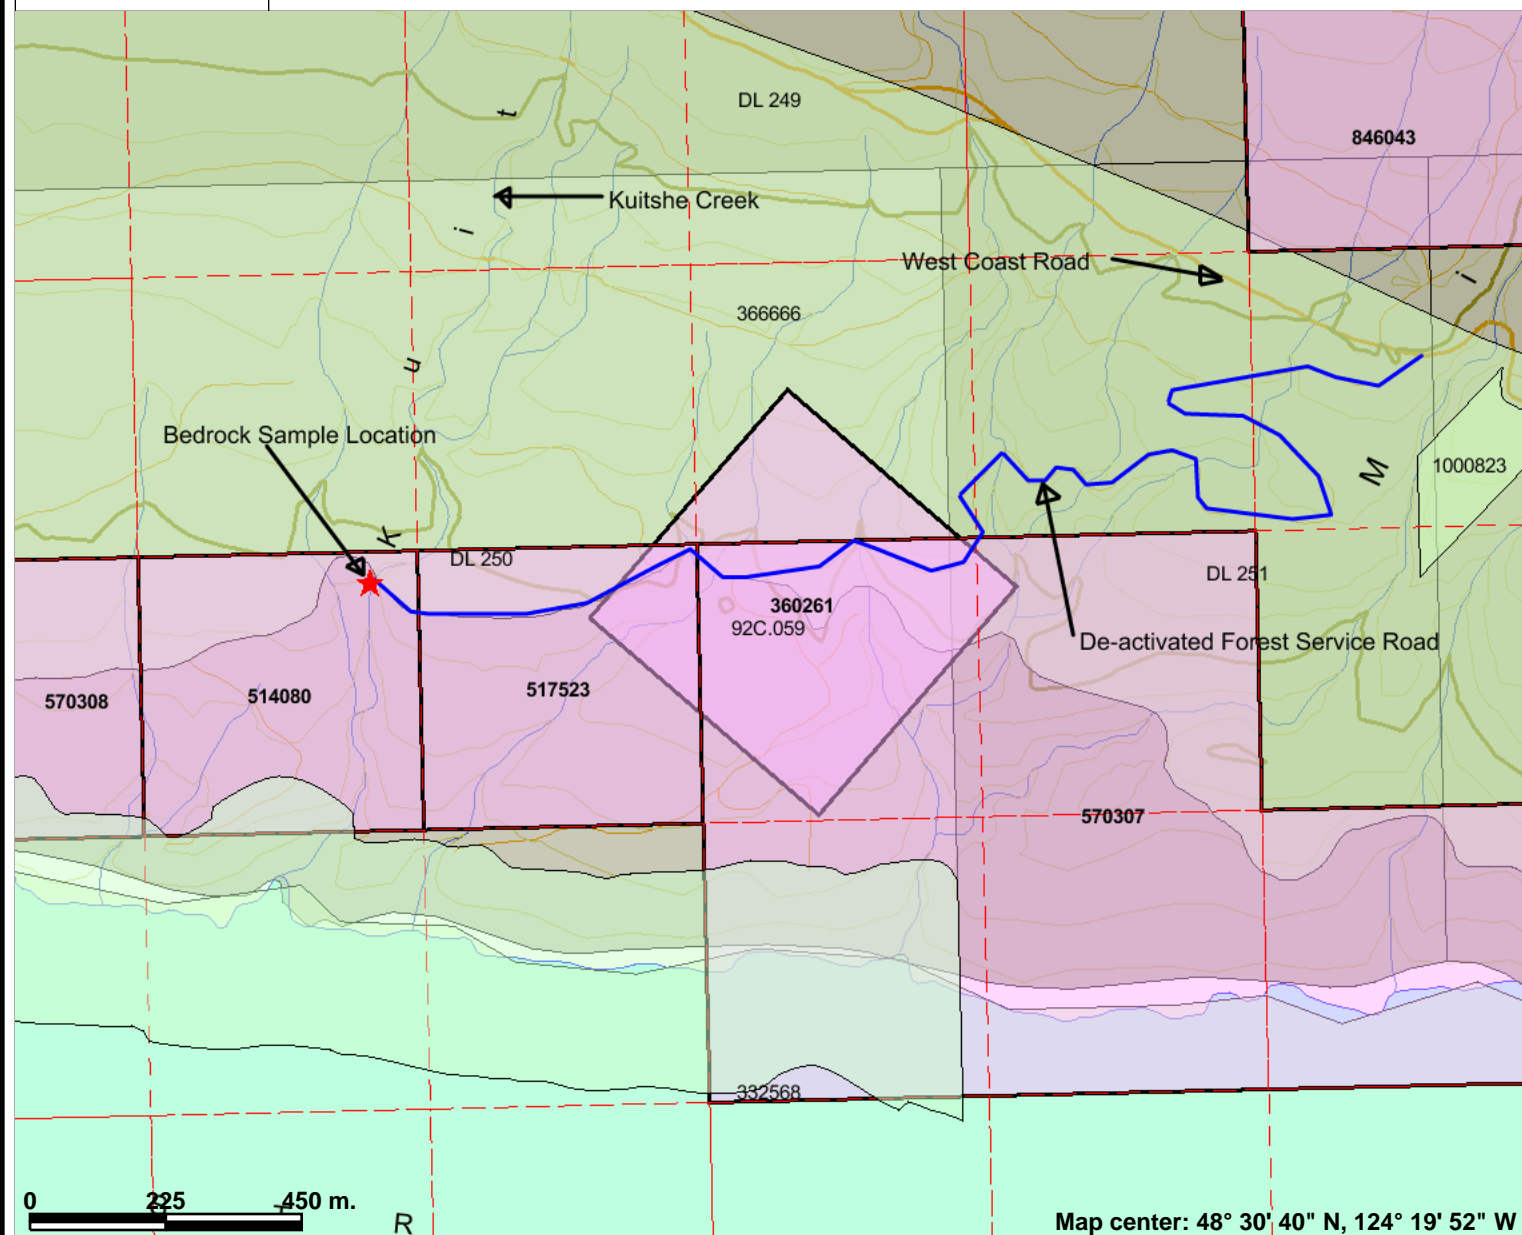 DL 249
t
846043
Kuitshe Creek
i
West Coast Road
i
366666
u
Bedrock Sample Location
M
1000823
K
DL 250
DL 251
360261
92C.059
De-activated Forest Service Road
570308
514080
517523
570307
332568
0 225 450 m.
R
Map center: 48° 30' 40" N, 124° 19' 52" W